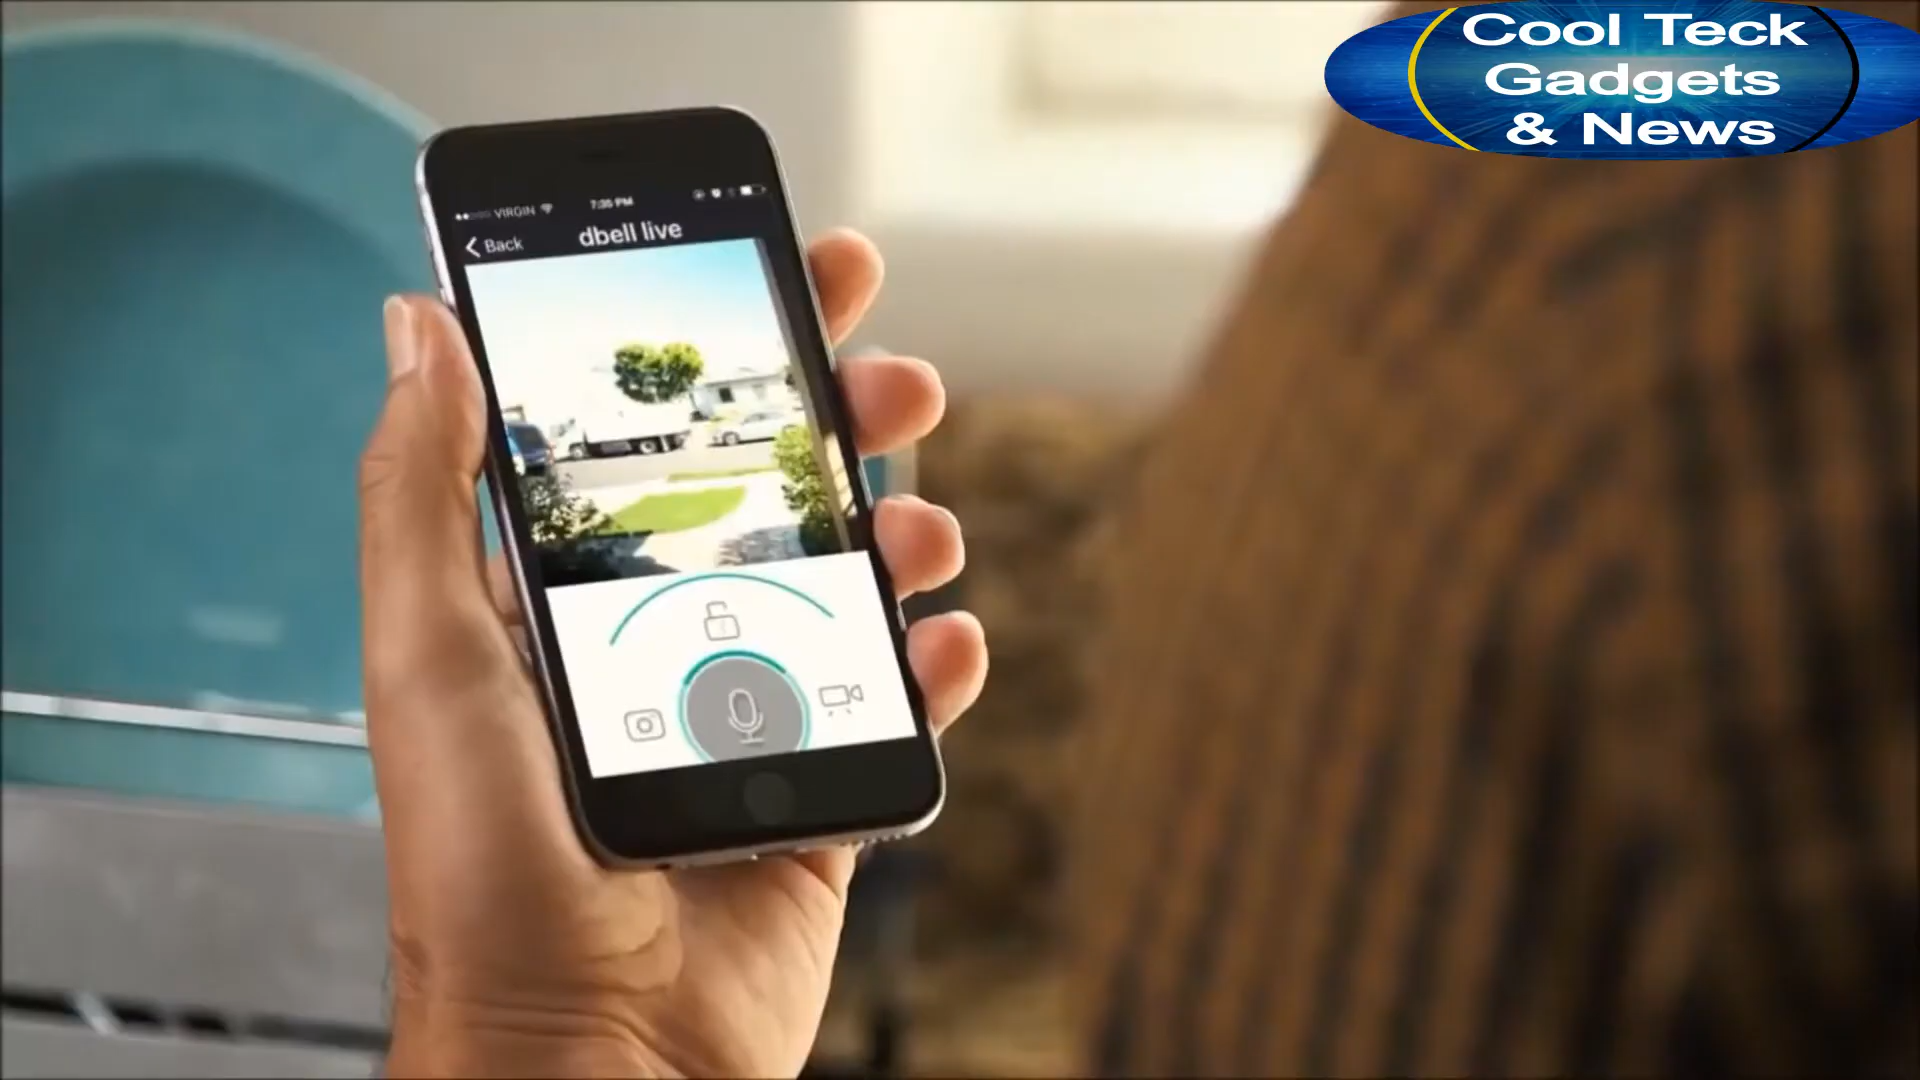 Cool Teck
Gadgets
& News
VIRGIN
7:35 PM
Back
dbell live